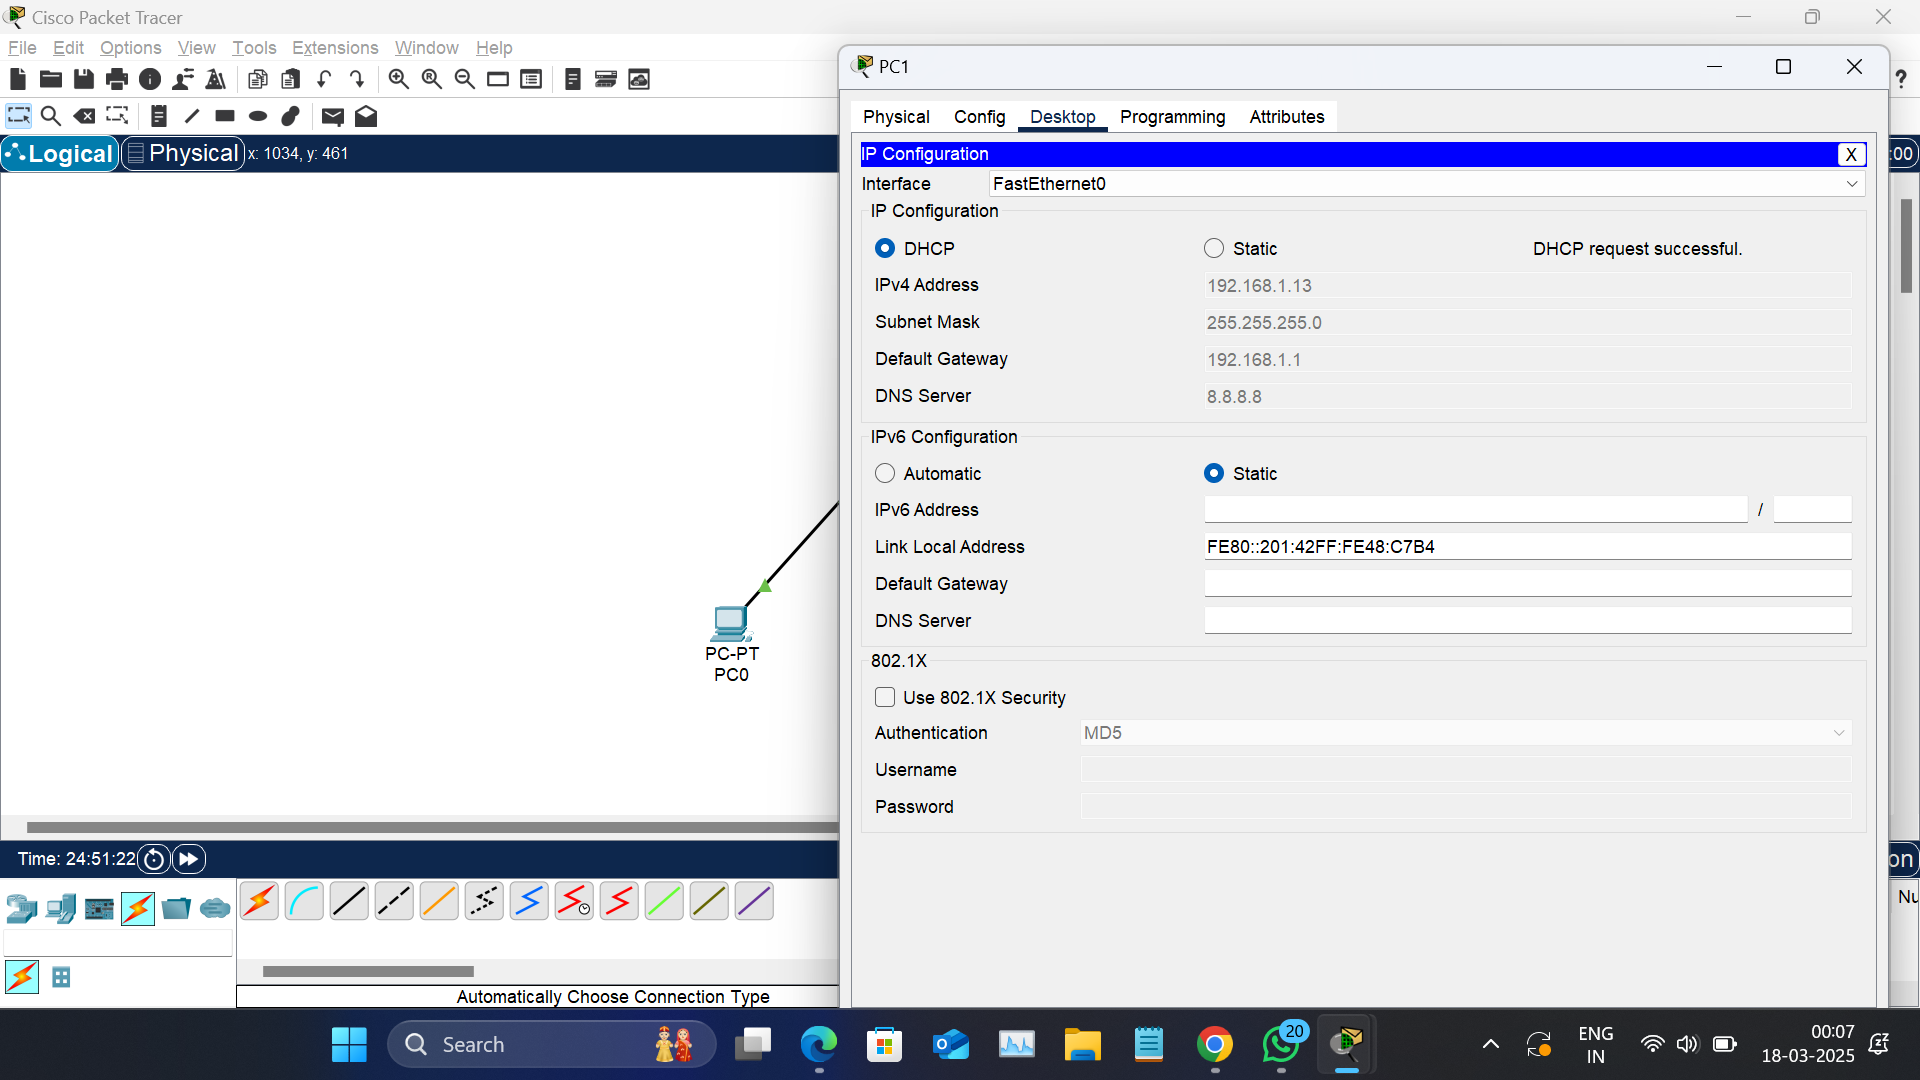 Cisco Packet Tracer
File Edit Options View Tools Extensions Window Help
Logical Physical x: 1034, y: 461
PC-PT
PC0
Time: 24:51:22
Automatically Choose Connection Type
PC1
?
Physical Config Desktop Programming Attributes
IP Configuration X
:00
Interface FastEthernet0
IP Configuration
DHCP Static DHCP request successful.
IPv4 Address 192.168.1.13
Subnet Mask 255.255.255.0
Default Gateway 192.168.1.1
DNS Server 8.8.8.8
IPv6 Configuration
Automatic Static
IPv6 Address /
Link Local Address FE80::201:42FF:FE48:C7B4
Default Gateway
DNS Server
802.1X
Use 802.1X Security
Authentication MD5
Username
Password
on
Nu
Search
20
ENG
IN
00:07
18-03-2025